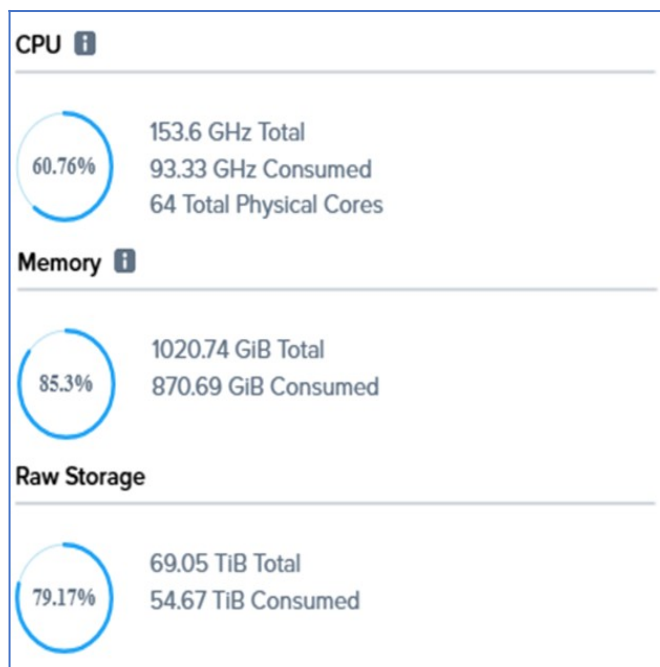 CPU i
60.76%
153.6 GHz Total
93.33 GHz Consumed
64 Total Physical Cores
Memory i
85.3%
1020.74 GiB Total
870.69 GiB Consumed
Raw Storage
79.17%
69.05 TiB Total
54.67 TiB Consumed